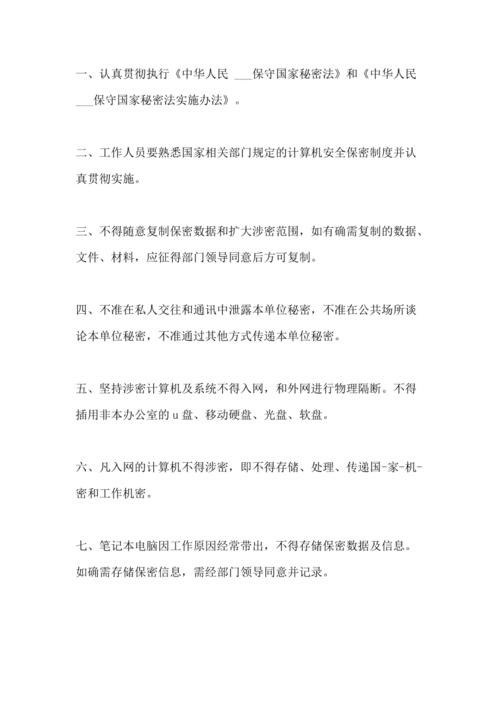 一、认真贯彻执行《中华人民 ___保守国家秘密法》和《中华人民
___保守国家秘密法实施办法》。
二、工作人员要熟悉国家相关部门规定的计算机安全保密制度并认
真贯彻实施。
三、不得随意复制保密数据和扩大涉密范围，如有确需复制的数据、
文件、材料，应征得部门领导同意后方可复制。
四、不准在私人交往和通讯中泄露本单位秘密，不准在公共场所谈
论本单位秘密，不准通过其他方式传递本单位秘密。
五、坚持涉密计算机及系统不得入网，和外网进行物理隔断。不得
插用非本办公室的 u 盘、移动硬盘、光盘、软盘。
六、凡入网的计算机不得涉密，即不得存储、处理、传递国-家-机-
密和工作机密。
七、笔记本电脑因工作原因经常带出，不得存储保密数据及信息。
如确需存储保密信息，需经部门领导同意并记录。